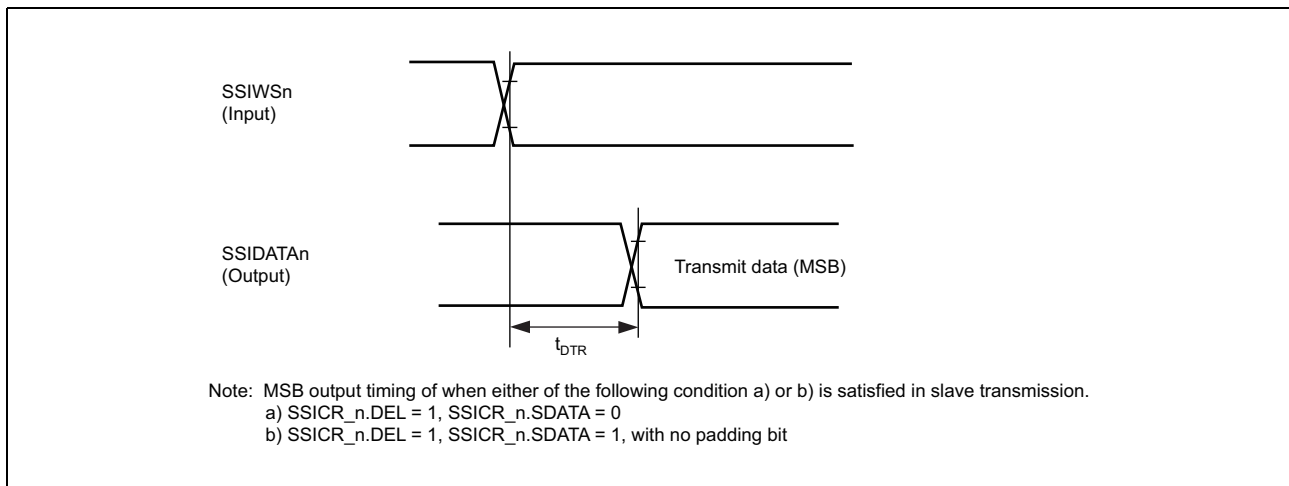 SSIWSn
(Input)
SSIDATAn
(Output)
Transmit data (MSB)
tDTR
Note: MSB output timing of when either of the following condition a) or b) is satisfied in slave transmission.
a) SSICR_n.DEL = 1, SSICR_n.SDATA = 0
b) SSICR_n.DEL = 1, SSICR_n.SDATA = 1, with no padding bit